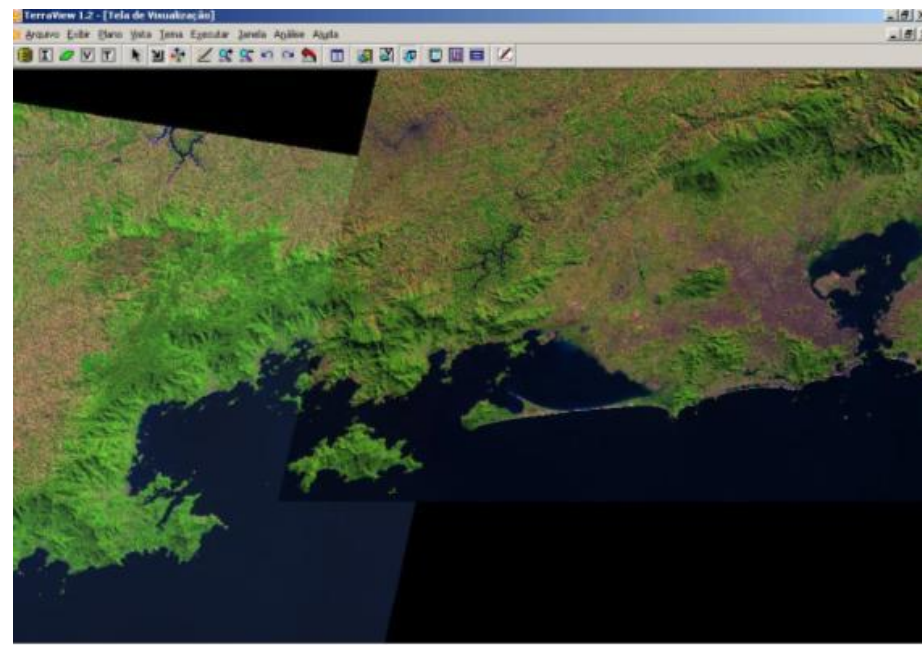 TerraView 1.2 - [Tela de Visualização]
Arquivo Exibir Plano Vista Tema Executar Janela Análise Ajuda
I V T